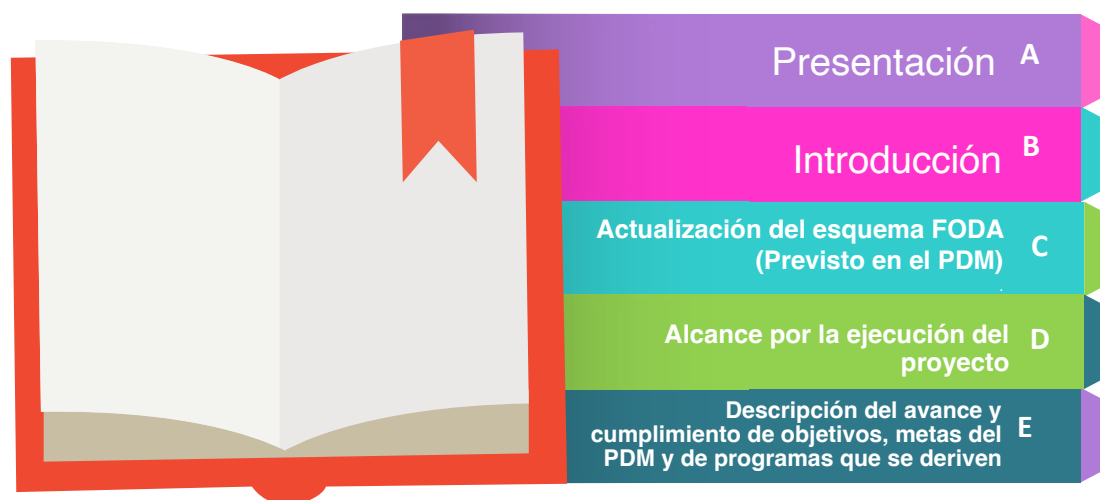 Presentación A
Introducción B
Actualización del esquema FODA
(Previsto en el PDM) C
.
Alcance por la ejecución del
proyecto D
Descripción del avance y
cumplimiento de objetivos, metas del E
PDM y de programas que se deriven